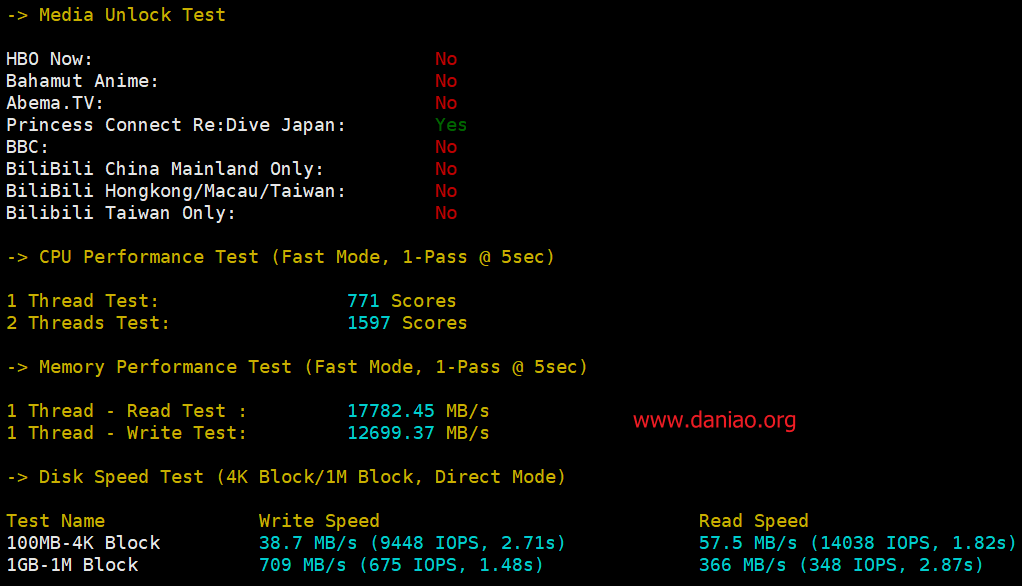 -> Media Unlock Test
HBO Now: No
Bahamut Anime: No
Abema.TV: No
Princess Connect Re:Dive Japan: Yes
BBC: No
BiliBili China Mainland Only: No
BiliBili Hongkong/Macau/Taiwan: No
Bilibili Taiwan Only: No
-> CPU Performance Test (Fast Mode, 1-Pass @ 5sec)
1 Thread Test: 771 Scores
2 Threads Test: 1597 Scores
-> Memory Performance Test (Fast Mode, 1-Pass @ 5sec)
1 Thread - Read Test : 17782.45 MB/s
1 Thread - Write Test: 12699.37 MB/s
www.daniao.org
-> Disk Speed Test (4K Block/1M Block, Direct Mode)
Test Name Write Speed Read Speed
100MB-4K Block 38.7 MB/s (9448 IOPS, 2.71s) 57.5 MB/s (14038 IOPS, 1.82s)
1GB-1M Block 709 MB/s (675 IOPS, 1.48s) 366 MB/s (348 IOPS, 2.87s)